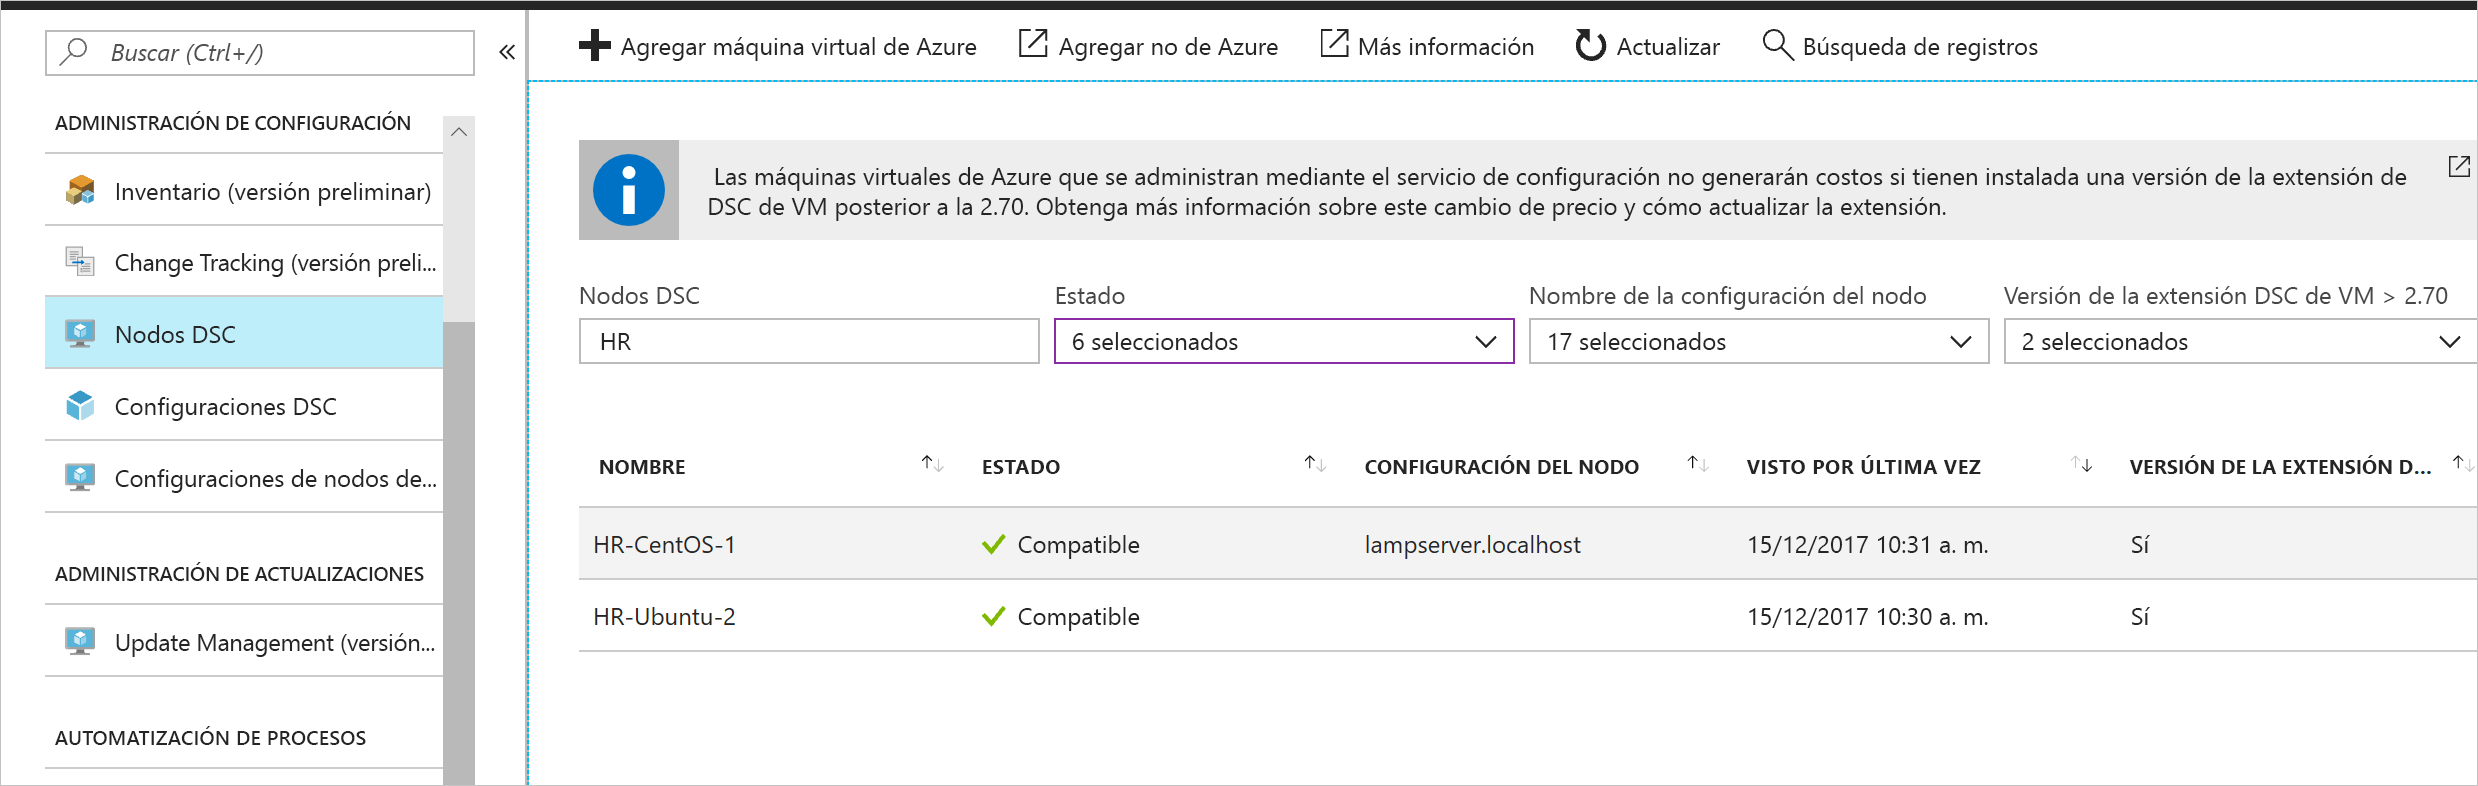 Buscar (Ctrl+/)
ADMINISTRACIÓN DE CONFIGURACIÓN
Inventario (versión preliminar)
Change Tracking (versión preli...
Nodos DSC
Configuraciones DSC
Configuraciones de nodos de...
ADMINISTRACIÓN DE ACTUALIZACIONES
Update Management (versión...
AUTOMATIZACIÓN DE PROCESOS
Agregar máquina virtual de Azure Agregar no de Azure Más información Actualizar Búsqueda de registros
Las máquinas virtuales de Azure que se administran mediante el servicio de configuración no generarán costos si tienen instalada una versión de la extensión de
DSC de VM posterior a la 2.70. Obtenga más información sobre este cambio de precio y cómo actualizar la extensión.
Nodos DSC Estado Nombre de la configuración del nodo Versión de la extensión DSC de VM > 2.70
HR 6 seleccionados 17 seleccionados 2 seleccionados
NOMBRE ESTADO CONFIGURACIÓN DEL NODO VISTO POR ÚLTIMA VEZ VERSIÓN DE LA EXTENSIÓN D...
HR-CentOS-1 Compatible lampserver.localhost 15/12/2017 10:31 a. m. Sí
HR-Ubuntu-2 Compatible 15/12/2017 10:30 a. m. Sí